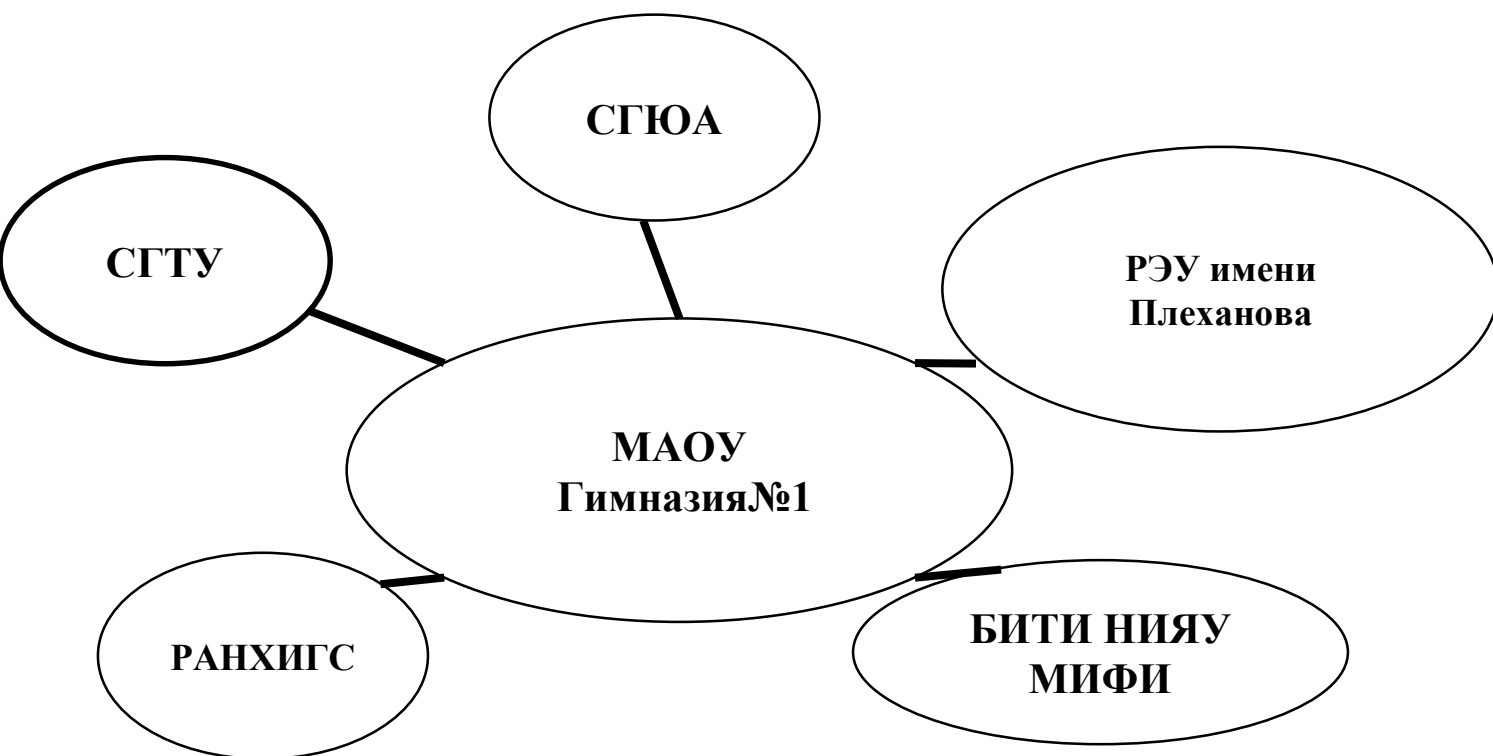 СГЮА
СГТУ
РЭУ имени
Плеханова
МАОУ
Гимназия№1
РАНХИГС
БИТИ НИЯУ
МИФИ